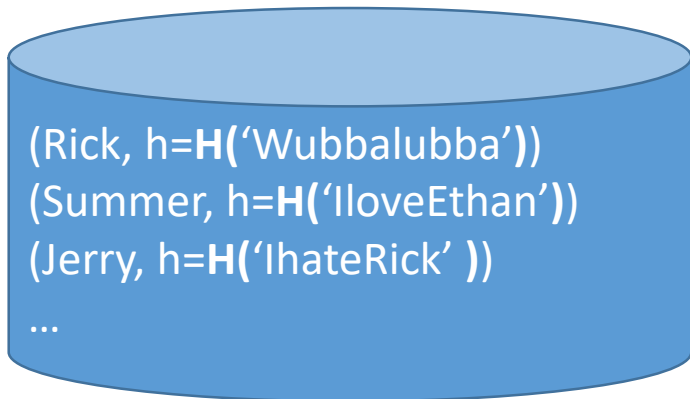 (Rick, h=H(‘Wubbalubba’))
(Summer, h=H(‘IloveEthan’))
(Jerry, h=H(‘IhateRick’ ))
…